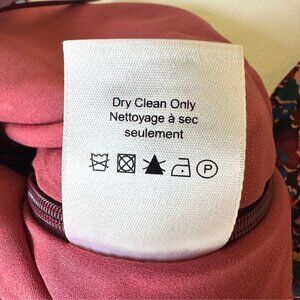 Dry Clean Only
Nettoyage à sec
seulement
P